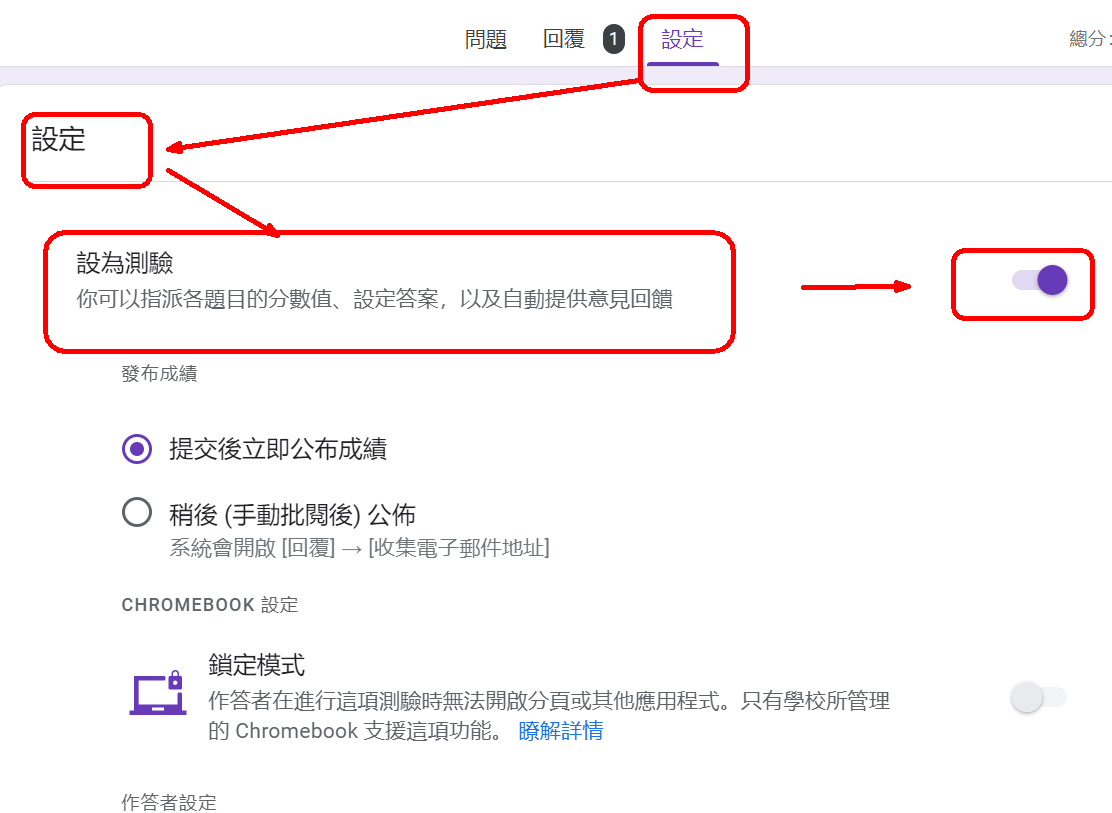 問題 回覆 1 設定 總分:
設定
設為測驗
你可以指派各題目的分數值、設定答案，以及自動提供意見回饋
發布成績
提交後立即公布成績
稍後 (手動批閱後) 公佈
系統會開啟 [回覆] → [收集電子郵件地址]
CHROMEBOOK 設定
鎖定模式
作答者在進行這項測驗時無法開啟分頁或其他應用程式。只有學校所管理
的 Chromebook 支援這項功能。 瞭解詳情
作答者設定